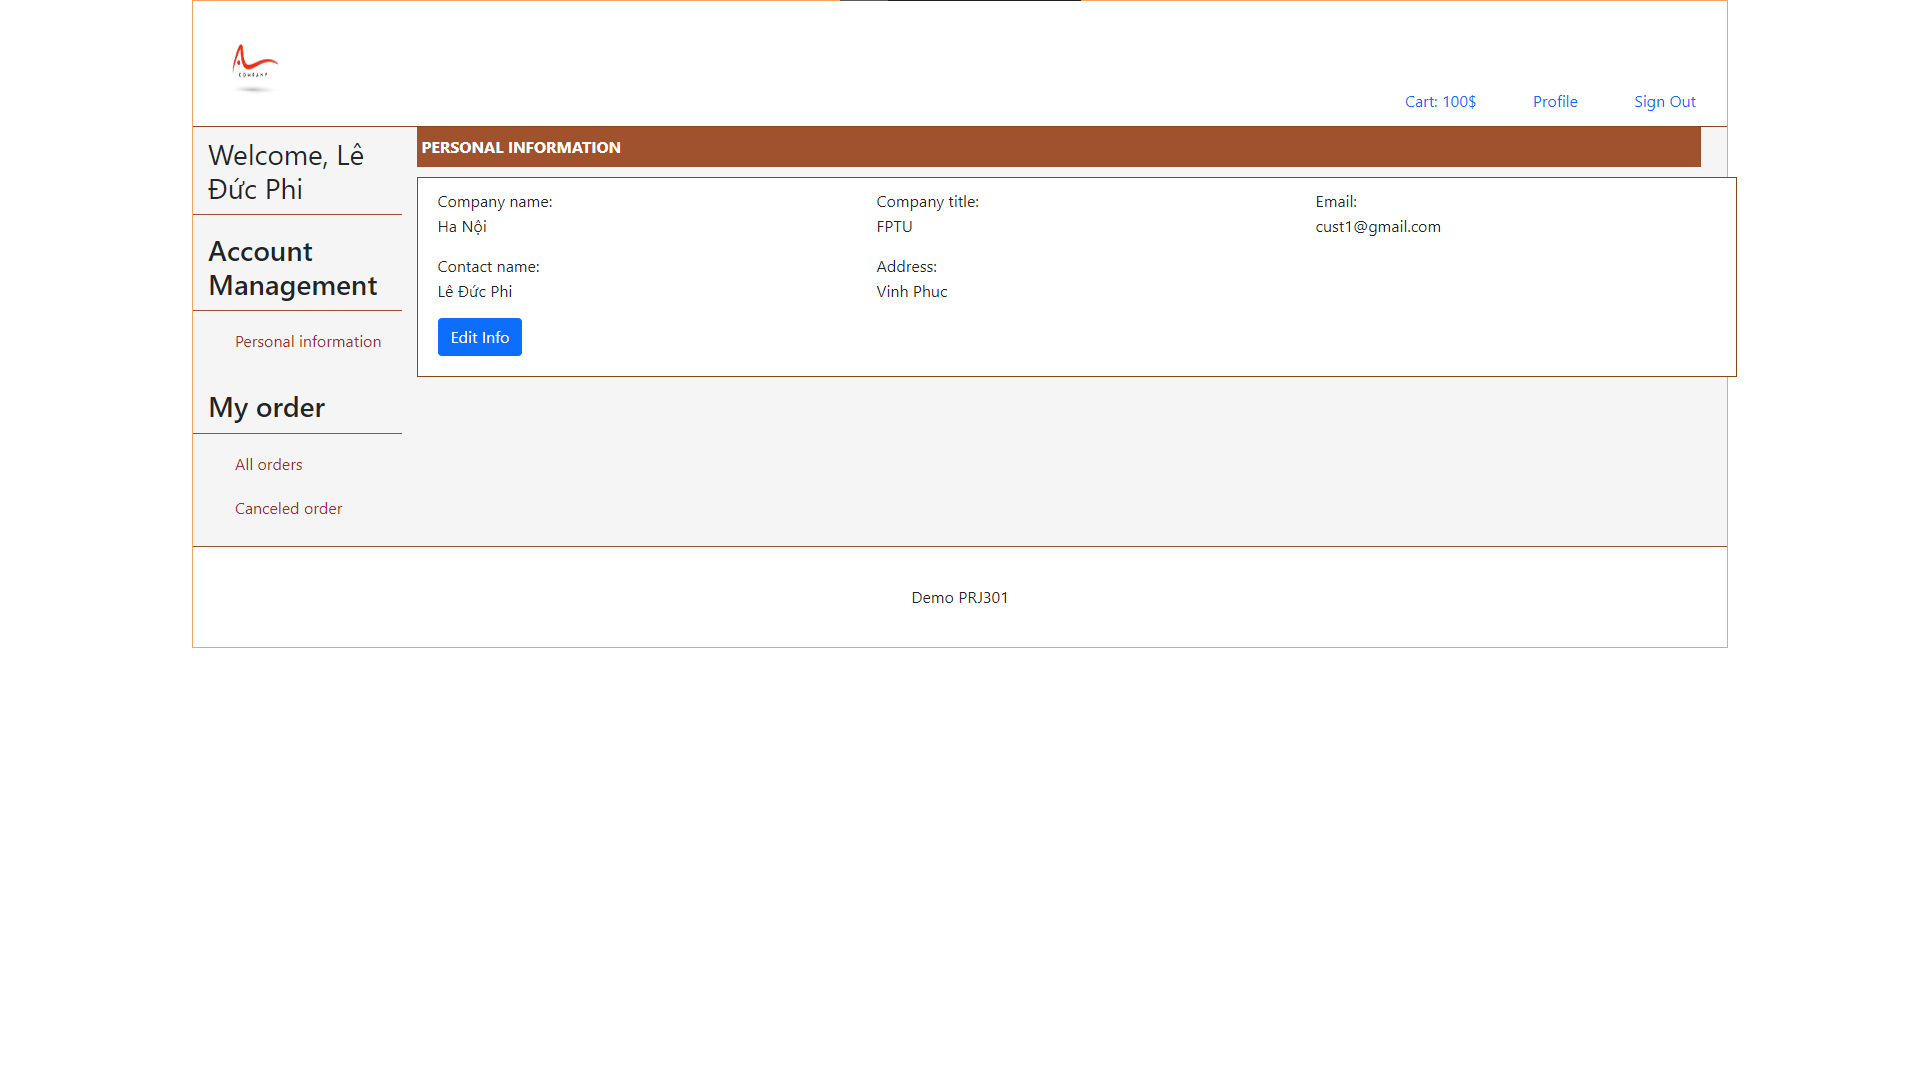 COMPANY
Cart: 100$ Profile Sign Out
Welcome, Lê
Đức Phi
Account
Management
Personal information
My order
All orders
Canceled order
PERSONAL INFORMATION
Company name: Company title: Email:
Ha Nội FPTU cust1@gmail.com
Contact name: Address:
Lê Đức Phi Vinh Phuc
Edit Info
Demo PRJ301